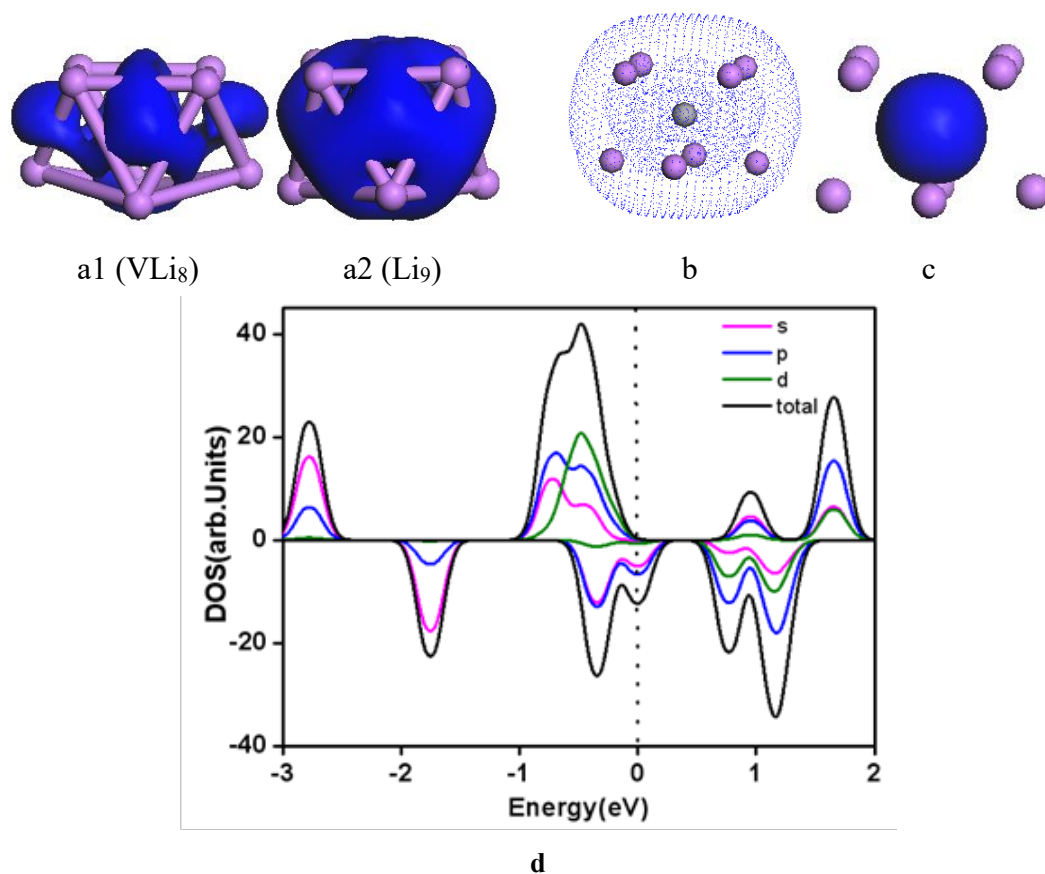 a1 (VLi₈) a2 (Li₉) b c
s
p
d
total
40
20
0
-20
-40
DOS(arb.Units)
-3 -2 -1 0 1 2
Energy(eV)
d